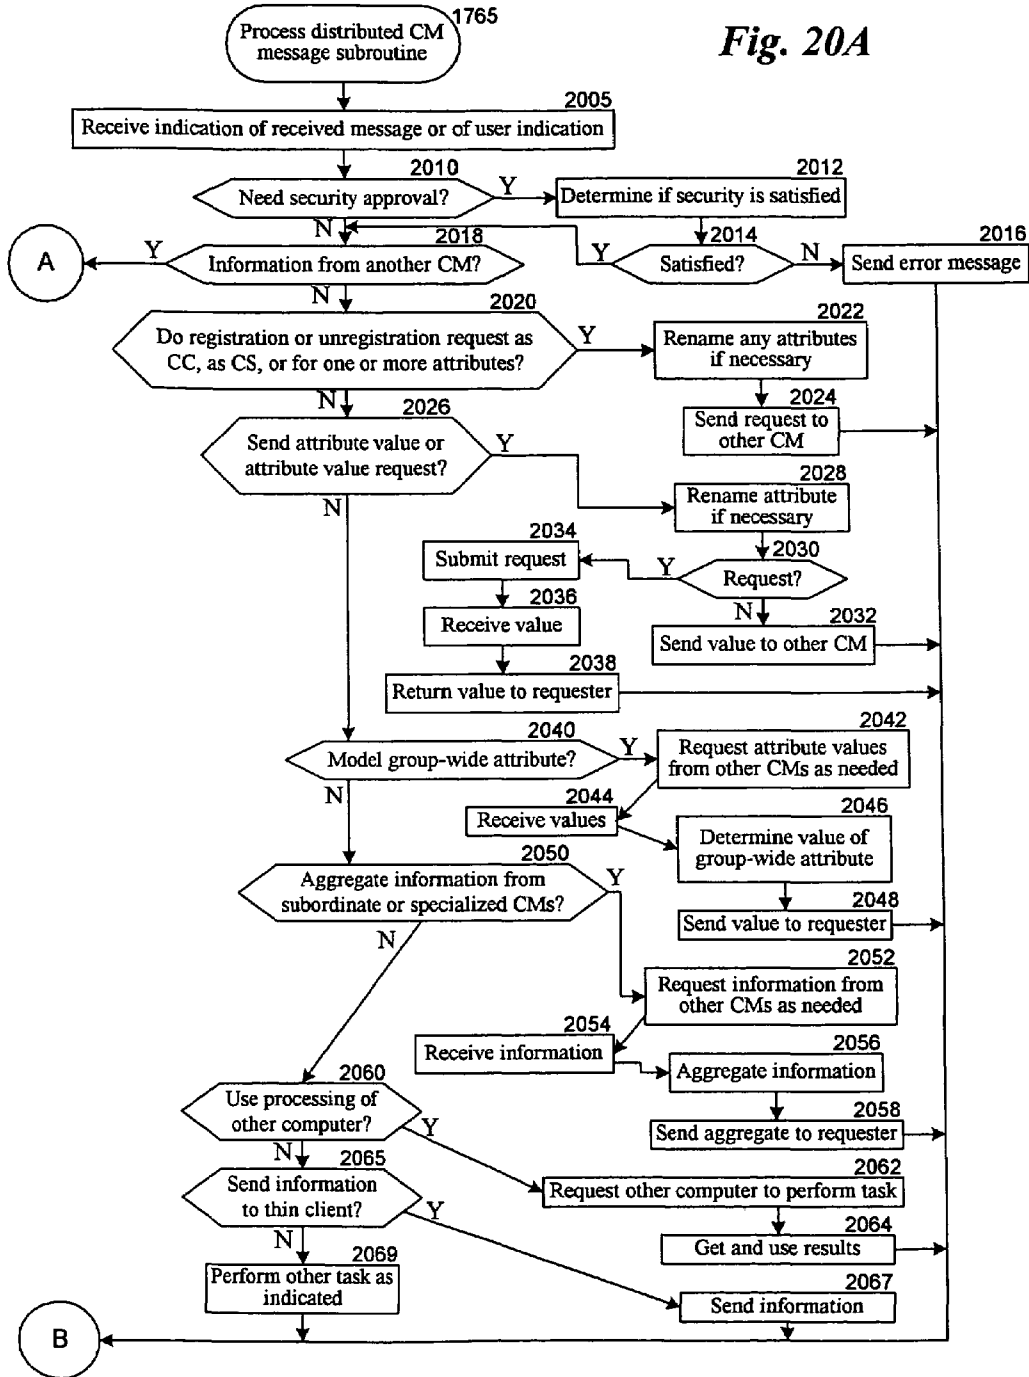 Process distributed CM
message subroutine
1765
Fig. 20A
2005
Receive indication of received message or of user indication
2010
Need security approval?
Y
2012
Determine if security is satisfied
N
2014
Satisfied?
Y
N
2016
Send error message
A
Y
2018
Information from another CM?
N
2020
Do registration or unregistration request as
CC, as CS, or for one or more attributes?
Y
2022
Rename any attributes
if necessary
2024
Send request to
other CM
N
2026
Send attribute value or
attribute value request?
Y
2028
Rename attribute
if necessary
N
2030
Request?
Y
2034
Submit request
2036
Receive value
N
2032
Send value to other CM
2038
Return value to requester
2040
Model group-wide attribute?
Y
2042
Request attribute values
from other CMs as needed
N
2044
Receive values
2046
Determine value of
group-wide attribute
2048
Send value to requester
2050
Aggregate information from
subordinate or specialized CMs?
Y
N
2052
Request information from
other CMs as needed
2054
Receive information
2056
Aggregate information
2058
Send aggregate to requester
2060
Use processing of
other computer?
Y
N
2062
Request other computer to perform task
2064
Get and use results
2065
Send information
to thin client?
Y
N
2067
Send information
2069
Perform other task as
indicated
B